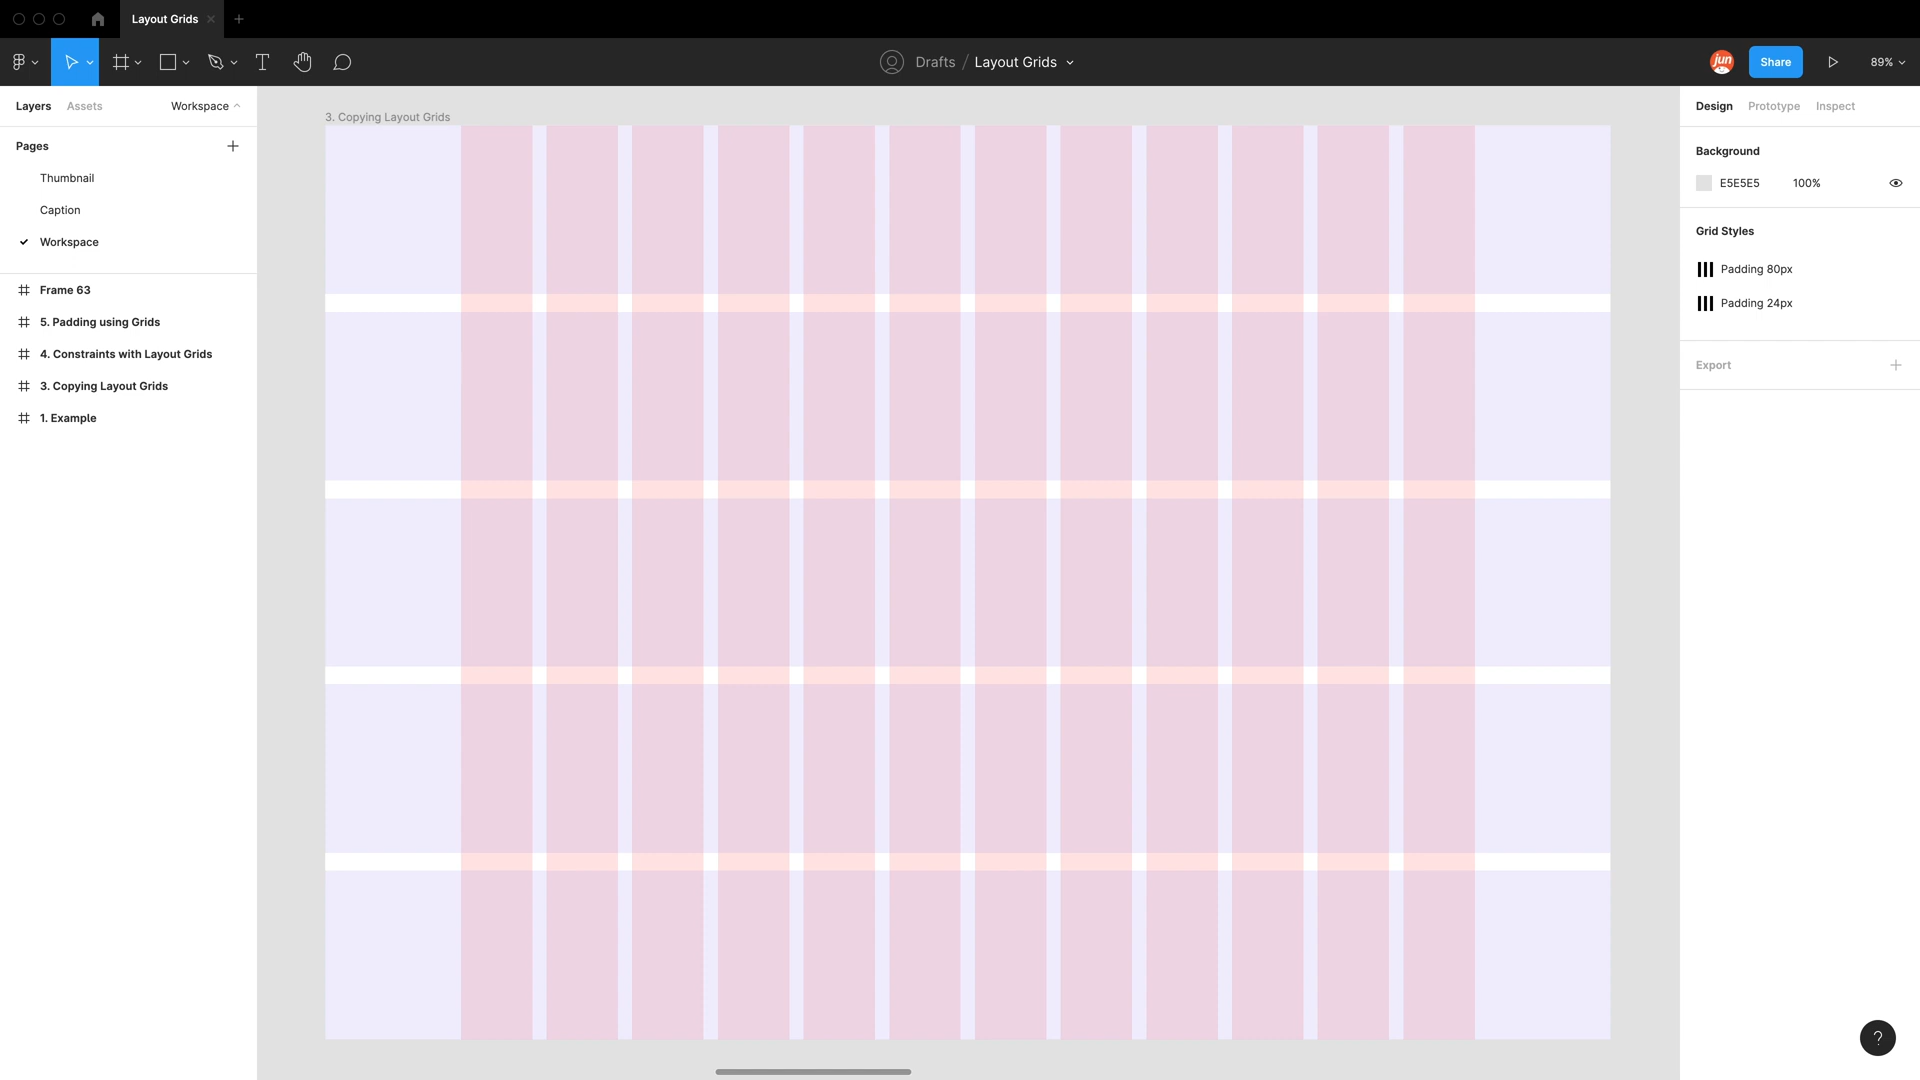 Layout Grids
Drafts / Layout Grids
jun
Share
89%
Layers Assets Workspace
Pages
Thumbnail
Caption
Workspace
Frame 63
5. Padding using Grids
4. Constraints with Layout Grids
3. Copying Layout Grids
1. Example
3. Copying Layout Grids
Design Prototype Inspect
Background
E5E5E5 100%
Grid Styles
Padding 80px
Padding 24px
Export
?